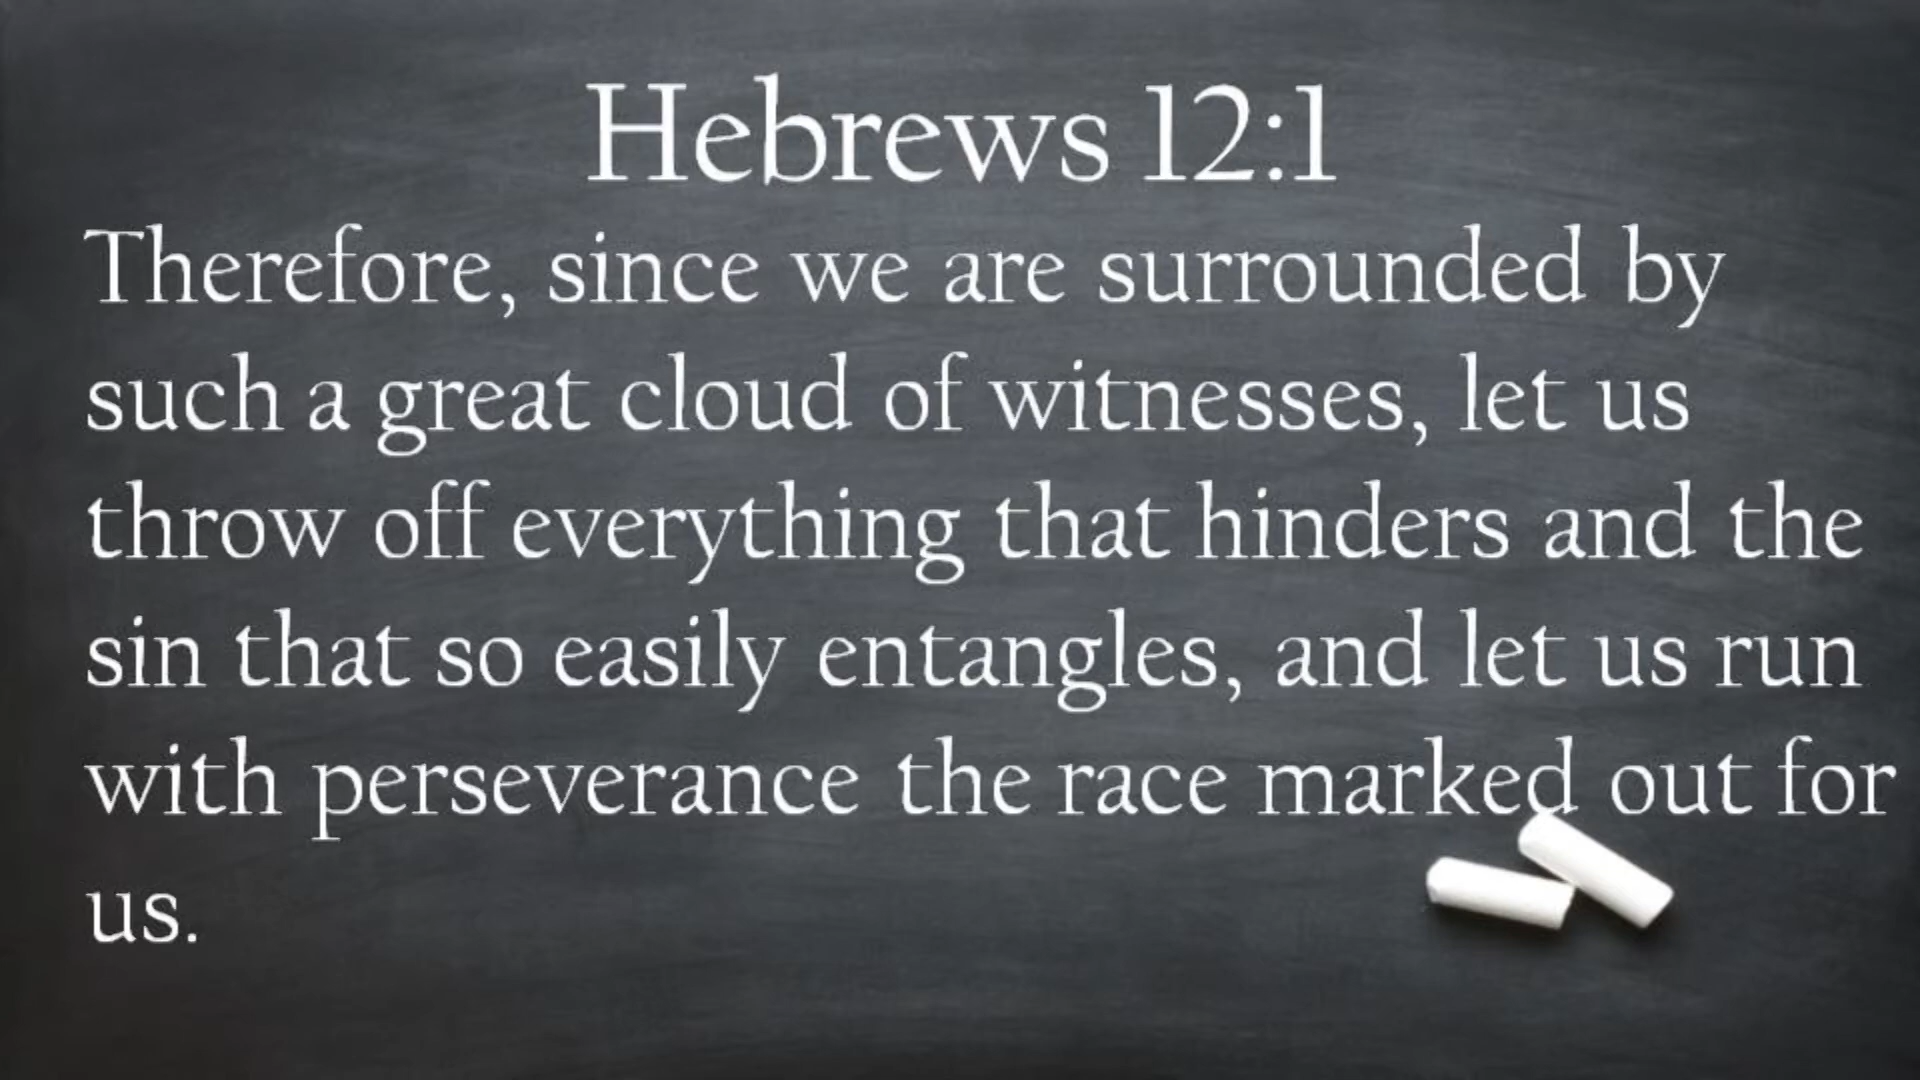 Hebrews 12:1
Therefore, since we are surrounded by
such a great cloud of witnesses, let us
throw off everything that hinders and the
sin that so easily entangles, and let us run
with perseverance the race marked out for
us.